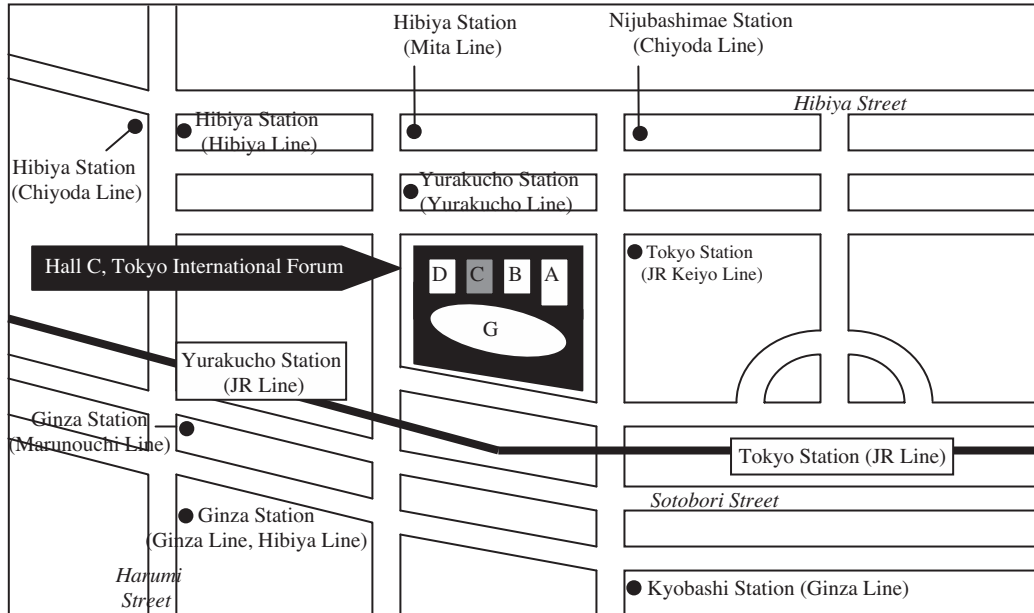 Hibiya Station
(Mita Line)
Nijubashimae Station
(Chiyoda Line)
Hibiya Street
Hibiya Station
(Hibiya Line)
Hibiya Station
(Chiyoda Line)
Yurakucho Station
(Yurakucho Line)
Hall C, Tokyo International Forum
D C B A
G
Tokyo Station
(JR Keiyo Line)
Yurakucho Station
(JR Line)
Ginza Station
(Marunouchi Line)
Tokyo Station (JR Line)
Sotobori Street
Ginza Station
(Ginza Line, Hibiya Line)
Harumi
Street
Kyobashi Station (Ginza Line)